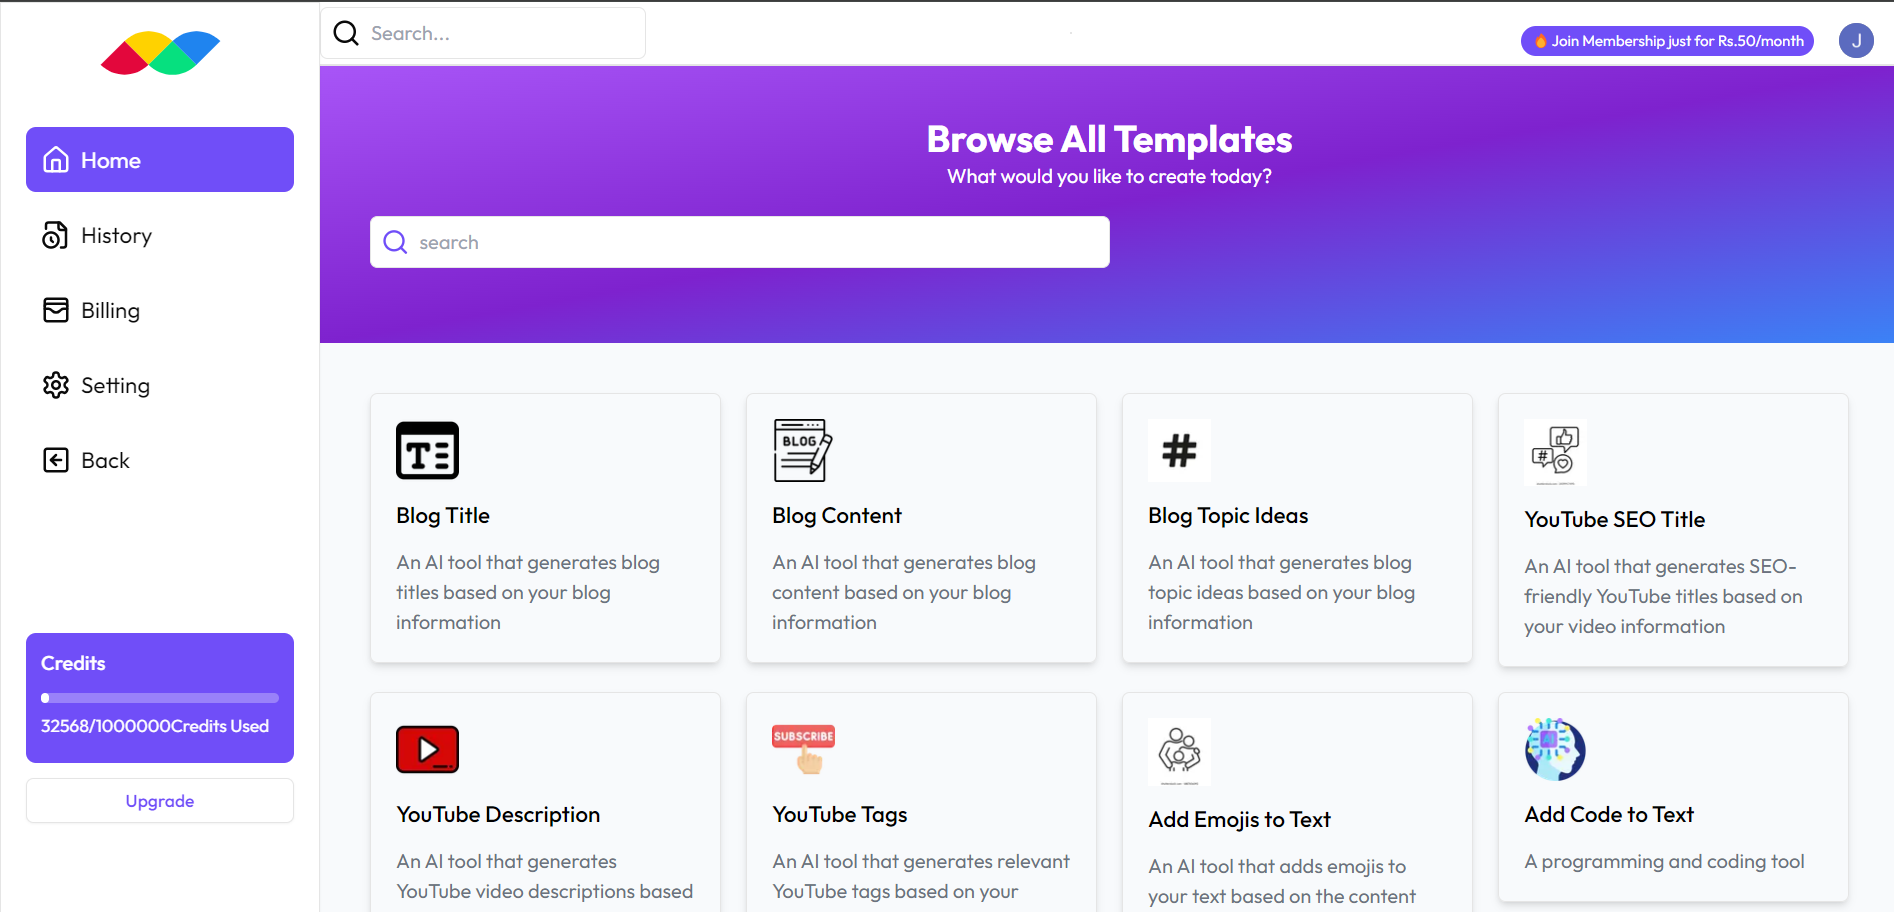 Search...
Join Membership just for Rs.50/month
J
Home
History
Billing
Setting
Back
Credits
32568/1000000Credits Used
Upgrade
Browse All Templates
What would you like to create today?
search
Blog Title
An AI tool that generates blog
titles based on your blog
information
BLOG
Blog Content
An AI tool that generates blog
content based on your blog
information
#
Blog Topic Ideas
An AI tool that generates blog
topic ideas based on your blog
information
#
YouTube SEO Title
An AI tool that generates SEO-
friendly YouTube titles based on
your video information
YouTube Description
An AI tool that generates
YouTube video descriptions based
SUBSCRIBE
YouTube Tags
An AI tool that generates relevant
YouTube tags based on your
Add Emojis to Text
An AI tool that adds emojis to
your text based on the content
AI
Add Code to Text
A programming and coding tool